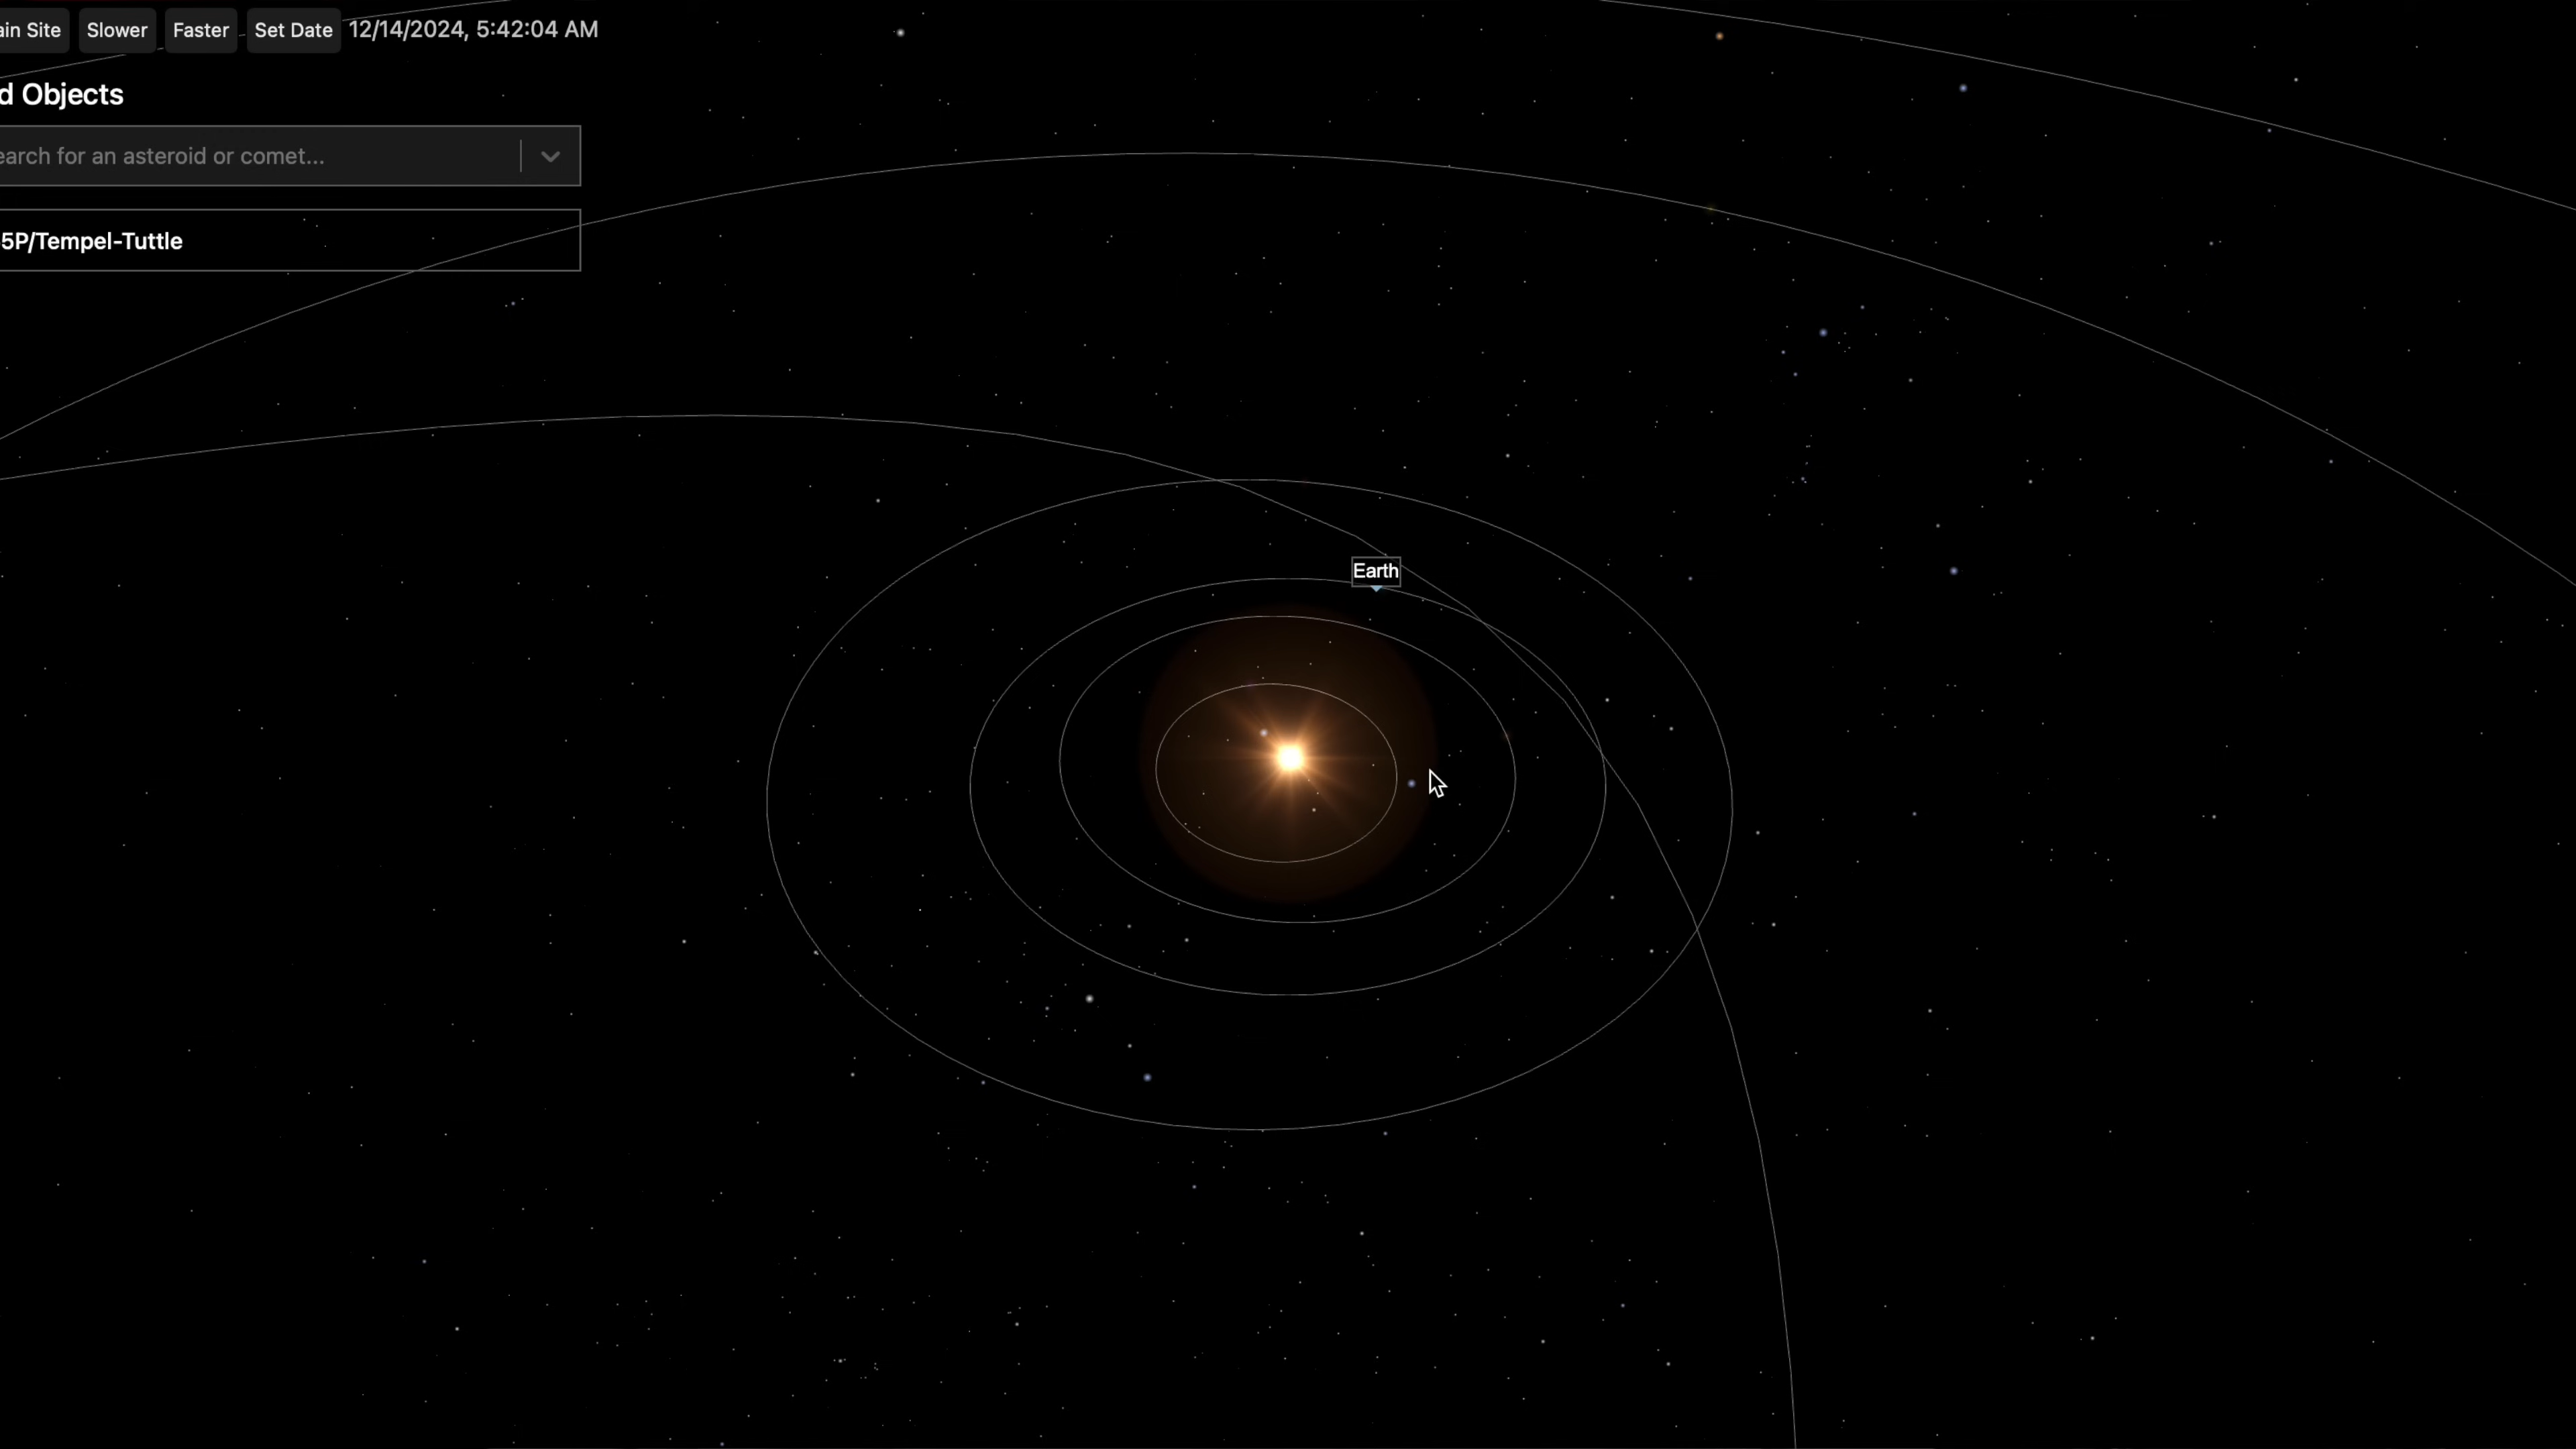 ain Site Slower Faster Set Date 12/14/2024, 5:42:04 AM
d Objects
earch for an asteroid or comet...
5P/Tempel-Tuttle
Earth